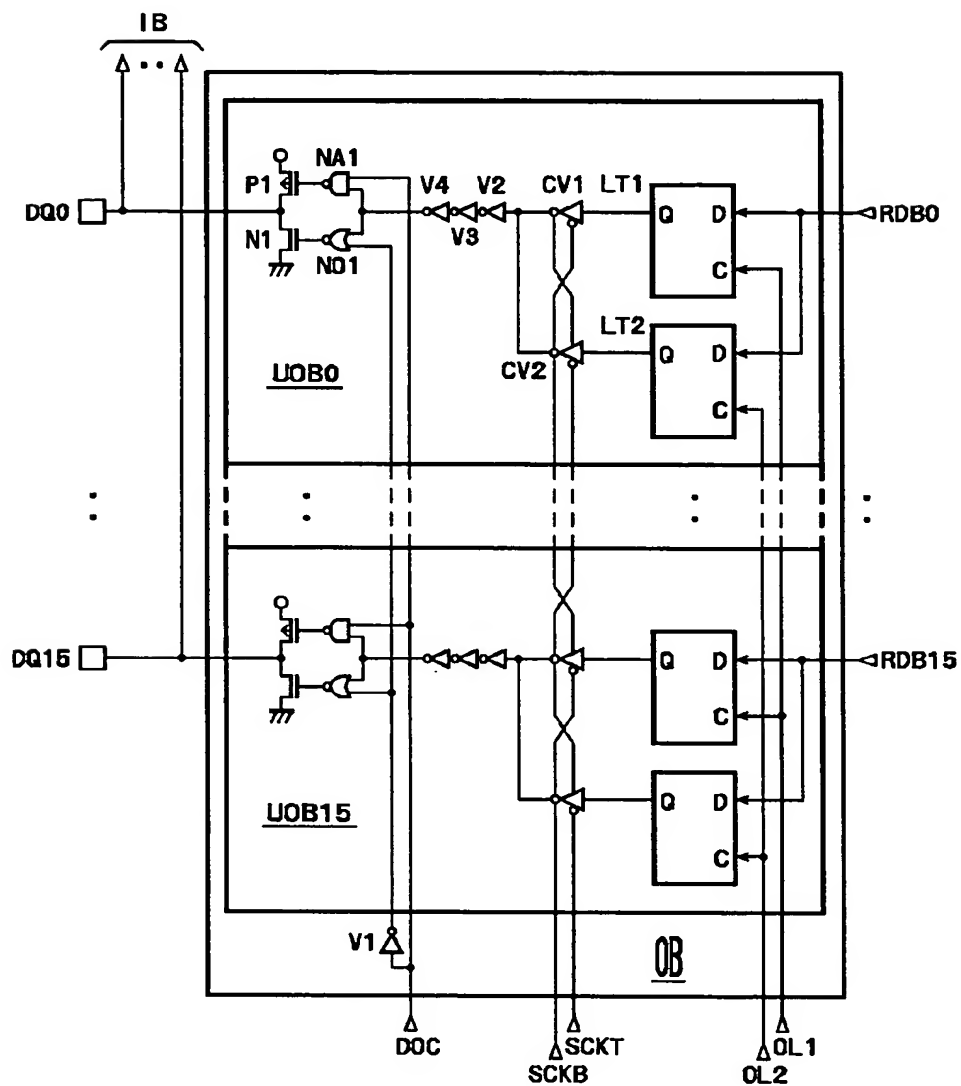 IB
NA1
P1
V4
V2
CV1
LT1
DQ0
Q
D
RDB0
V3
N1
NO1
C
LT2
Q
D
UOB0
CV2
C
DQ15
Q
D
RDB15
C
Q
D
UOB15
C
V1
OB
DOC
SCKT
OL1
SCKB
OL2